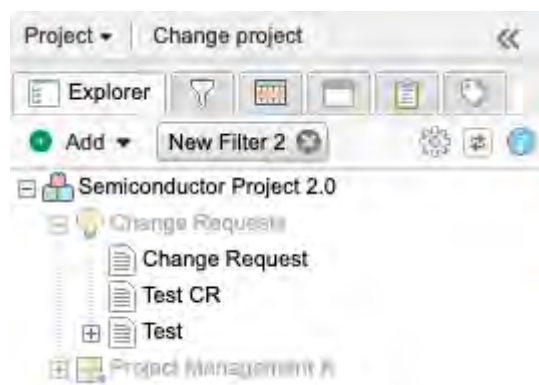 Project Change project
Explorer
Add New Filter 2
Semiconductor Project 2.0
Change Requests
Change Request
Test CR
Test
Project Management